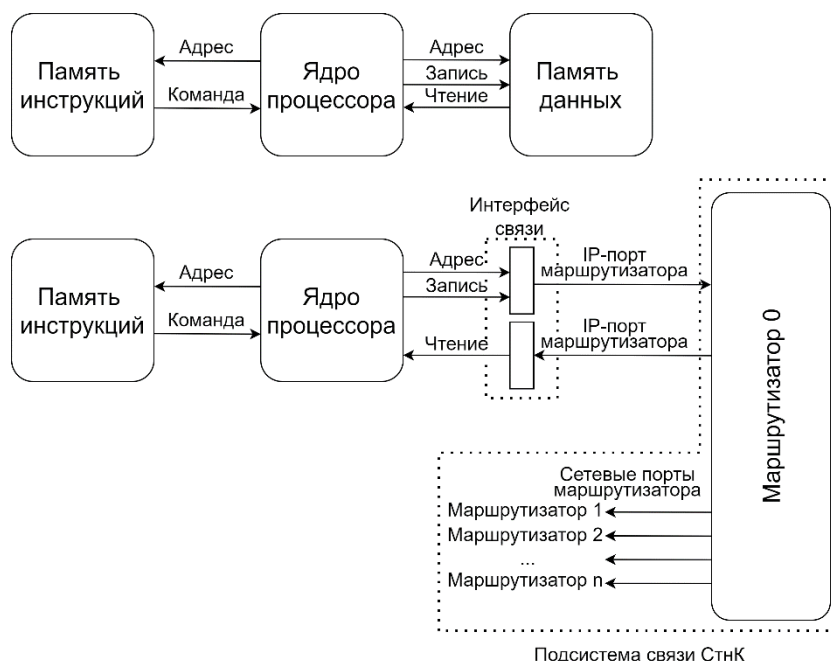 Память
инструкций
Адрес
Команда
Ядро
процессора
Адрес
Запись
Чтение
Память
данных
Интерфейс
связи
Память
инструкций
Адрес
Команда
Ядро
процессора
Адрес
Запись
Чтение
IP-порт
маршрутизатора
IP-порт
маршрутизатора
Маршрутизатор 0
Сетевые порты
маршрутизатора
Маршрутизатор 1
Маршрутизатор 2
...
Маршрутизатор n
Подсистема связи СтнК